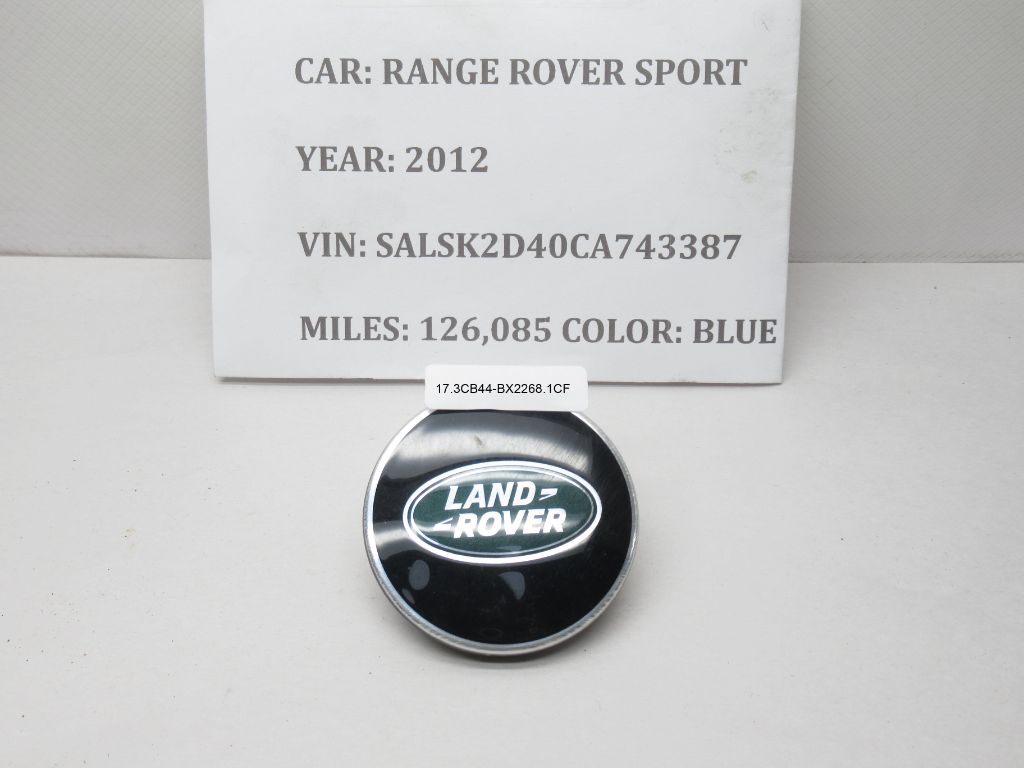 CAR: RANGE ROVER SPORT
YEAR: 2012
VIN: SALSK2D40CA743387
MILES: 126,085 COLOR: BLUE
17.3CB44-BX2268.1CF
LAND
ROVER